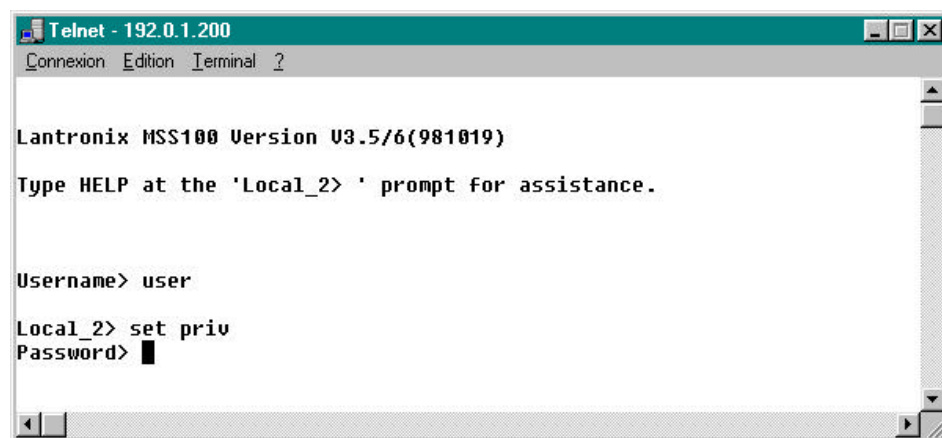 Telnet - 192.0.1.200
Connexion Edition Terminal ?
Lantronix MSS100 Version V3.5/6(981019)
Type HELP at the 'Local_2> ' prompt for assistance.
Username> user
Local_2> set priv
Password>